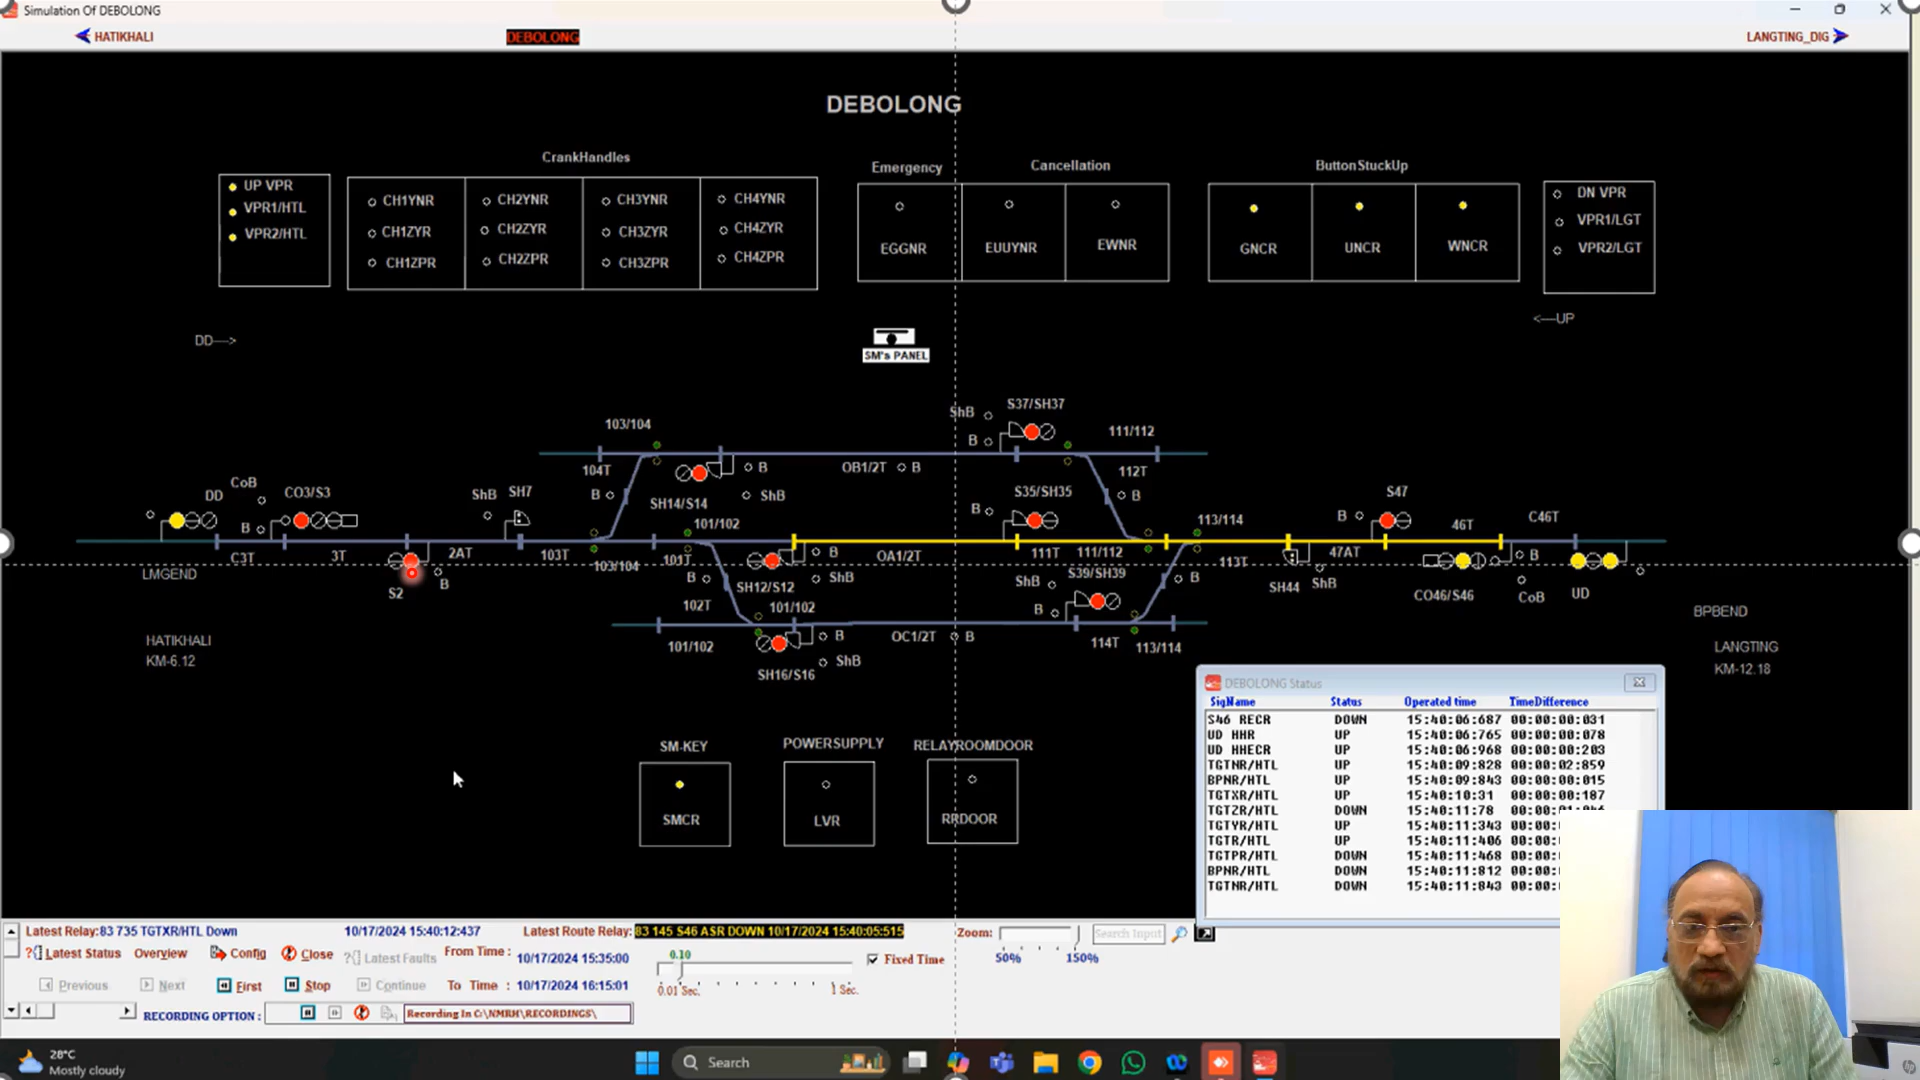 Simulation Of DEBOLONG
HATIKHALI
DEBOLONG
LANGTING_DIG
DEBOLONG
CrankHandles
Emergency
Cancellation
ButtonStuckUp
UP VPR
VPR1/HTL
VPR2/HTL
CH1YNR CH2YNR CH3YNR CH4YNR
CH1ZYR CH2ZYR CH3ZYR CH4ZYR
CH1ZPR CH2ZPR CH3ZPR CH4ZPR
EGGNR EUUYNR EWNR
GNCR UNCR WNCR
DN VPR
VPR1/LGT
VPR2/LGT
DD--->
<---UP
SM's PANEL
S37/SH37
ShB
B
103/104
111/112
104T
B
OB1/2T B
112T
DD
CoB
CO3/S3
ShB SH7
B
SH14/S14
ShB
S35/SH35
B
S47
B
101/102
113/114
46T
C46T
B
C3T
3T
2AT
103T
103/104
101T
B
OA1/2T
111T
111/112
113T
47AT
B
LMGEND
S2
B
B
SH12/S12
ShB
ShB
S39/SH39
B
SH44
ShB
CO46/S46
CoB
UD
102T
101/102
B
BPBEND
HATIKHALI
KM-6.12
101/102
B
OC1/2T B
114T
113/114
LANGTING
KM-12.18
SH16/S16
ShB
DEBOLONG Status
SigName Status Operated time TimeDifference
S46 RECR DOWN 15:40:06:687 00:00:00:031
UD HHR UP 15:40:06:765 00:00:00:078
UD HHECR UP 15:40:06:968 00:00:00:203
TGTNR/HTL UP 15:40:09:828 00:00:02:859
BPNR/HTL UP 15:40:09:843 00:00:00:015
TGTXR/HTL UP 15:40:10:31 00:00:00:187
TGTZR/HTL DOWN 15:40:11:78
TGTYR/HTL UP 15:40:11:343 00:00:
TGTR/HTL UP 15:40:11:406 00:00:
TGTPR/HTL DOWN 15:40:11:468 00:00:
BPNR/HTL DOWN 15:40:11:812 00:00:
TGTNR/HTL DOWN 15:40:11:843 00:00:
SM-KEY
POWERSUPPLY
RELAYROOMDOOR
SMCR
LVR
RRDOOR
Latest Relay:83 735 TGTXR/HTL Down 10/17/2024 15:40:12:437 Latest Route Relay: 83 145 S46 ASR DOWN 10/17/2024 15:40:05:515 Zoom: Search Input
Latest Status Overview Config Close Latest Faults From Time : 10/17/2024 15:35:00 0.10 Fixed Time 50% 150%
Previous Next First Stop Continue To Time : 10/17/2024 16:15:01 0.01 Sec. 1 Sec.
RECORDING OPTION : Recording In C:\NMRH\RECORDINGS\
28°C
Mostly cloudy
Search